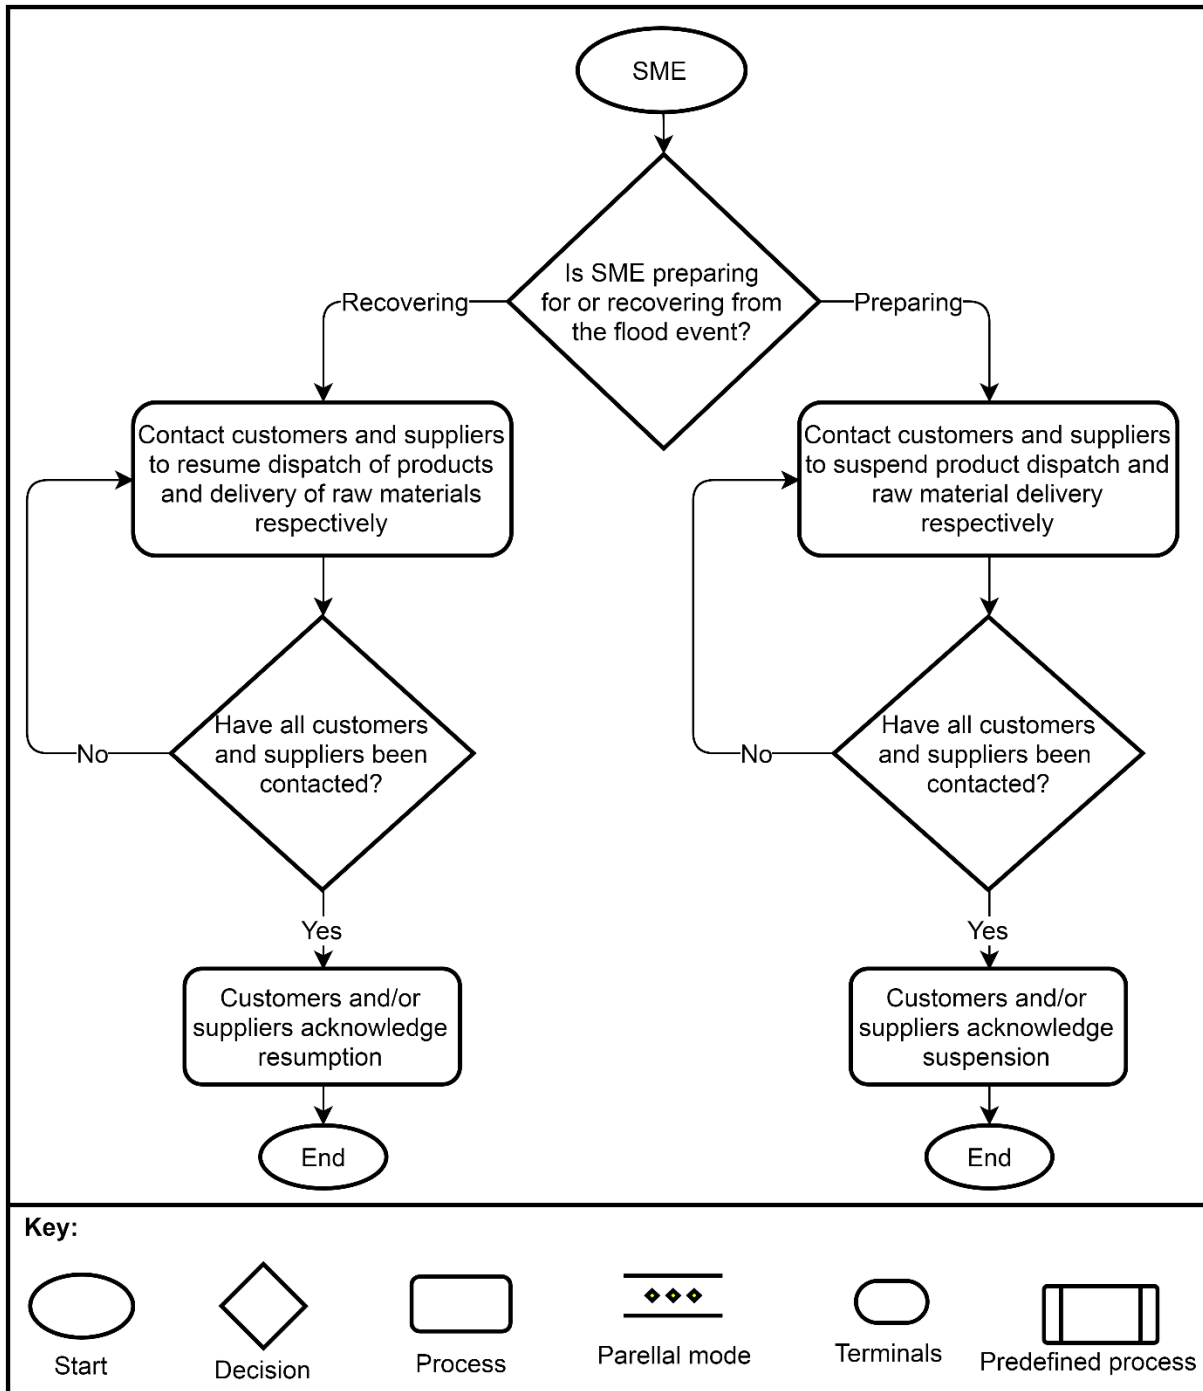 SME
Is SME preparing
for or recovering from
the flood event?
Recovering
Preparing
Contact customers and suppliers
to resume dispatch of products
and delivery of raw materials
respectively
Contact customers and suppliers
to suspend product dispatch and
raw material delivery
respectively
Have all customers
and suppliers been
contacted?
No
Have all customers
and suppliers been
contacted?
No
Yes
Yes
Customers and/or
suppliers acknowledge
resumption
Customers and/or
suppliers acknowledge
suspension
End
End
Key:
Start
Decision
Process
Parellal mode
Terminals
Predefined process